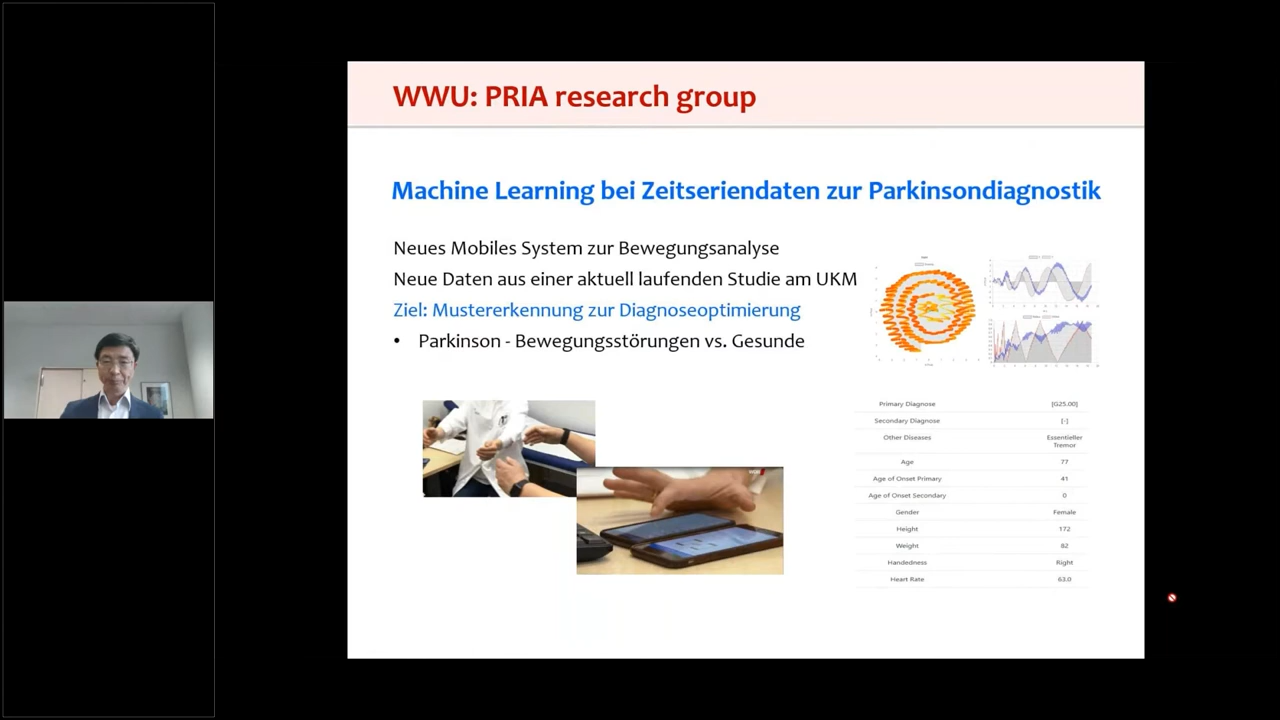 WWU: PRIA research group
Machine Learning bei Zeitseriendaten zur Parkinsondiagnostik
Neues Mobiles System zur Bewegungsanalyse
Neue Daten aus einer aktuell laufenden Studie am UKM
Ziel: Mustererkennung zur Diagnoseoptimierung
• Parkinson - Bewegungsstörungen vs. Gesunde
Primary Diagnose [G25.00]
Secondary Diagnose [-]
Other Diseases Essentieller
Tremor
Age 77
Age of Onset Primary 41
Age of Onset Secondary 0
Gender Female
Height 172
Weight 82
Handedness Right
Heart Rate 63.0